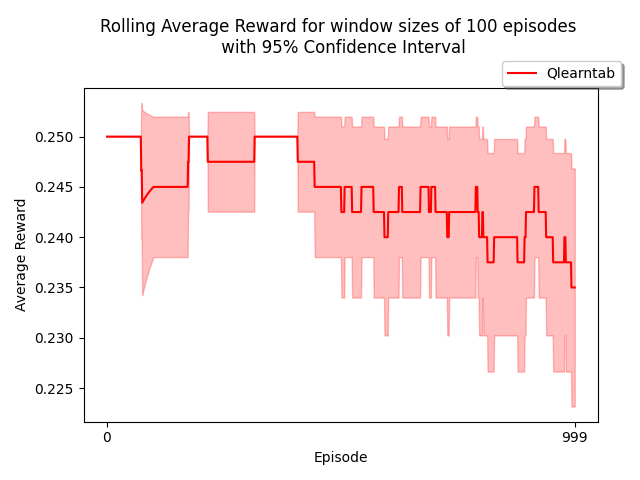 Rolling Average Reward for window sizes of 100 episodes
with 95% Confidence Interval
Qlearntab
0.250
0.245
0.240
0.235
0.230
0.225
Average Reward
0
999
Episode